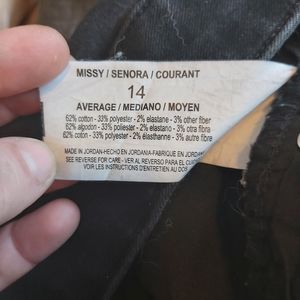 MISSY / SENORA / COURANT
14
AVERAGE / MEDIANO / MOYEN
62% cotton - 33% polyester - 2% elastane - 3% other fiber
62% algodon - 33% poliester - 2% elastano - 3% otra fibra
62% coton - 33% polyester - 2% élasthanne - 3% autre fibre
MADE IN JORDAN-HECHO EN JORDANIA-FABRIQUE EN JORDAN
SEE REVERSE FOR CARE - VER AL REVERSO PARA EL CUIDAD
VOIR LES INSTRUCTIONS D'ENTRETIEN AU DOS